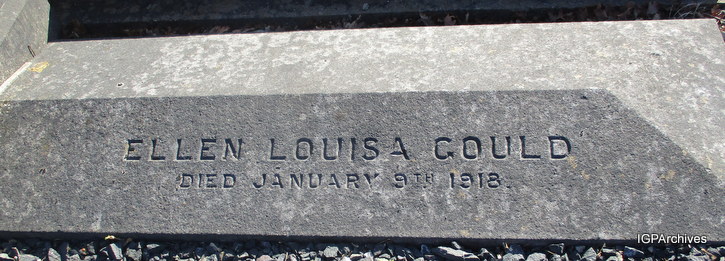 ELLEN LOUISA GOULD
DIED JANUARY 9TH 1918.
IGPArchives